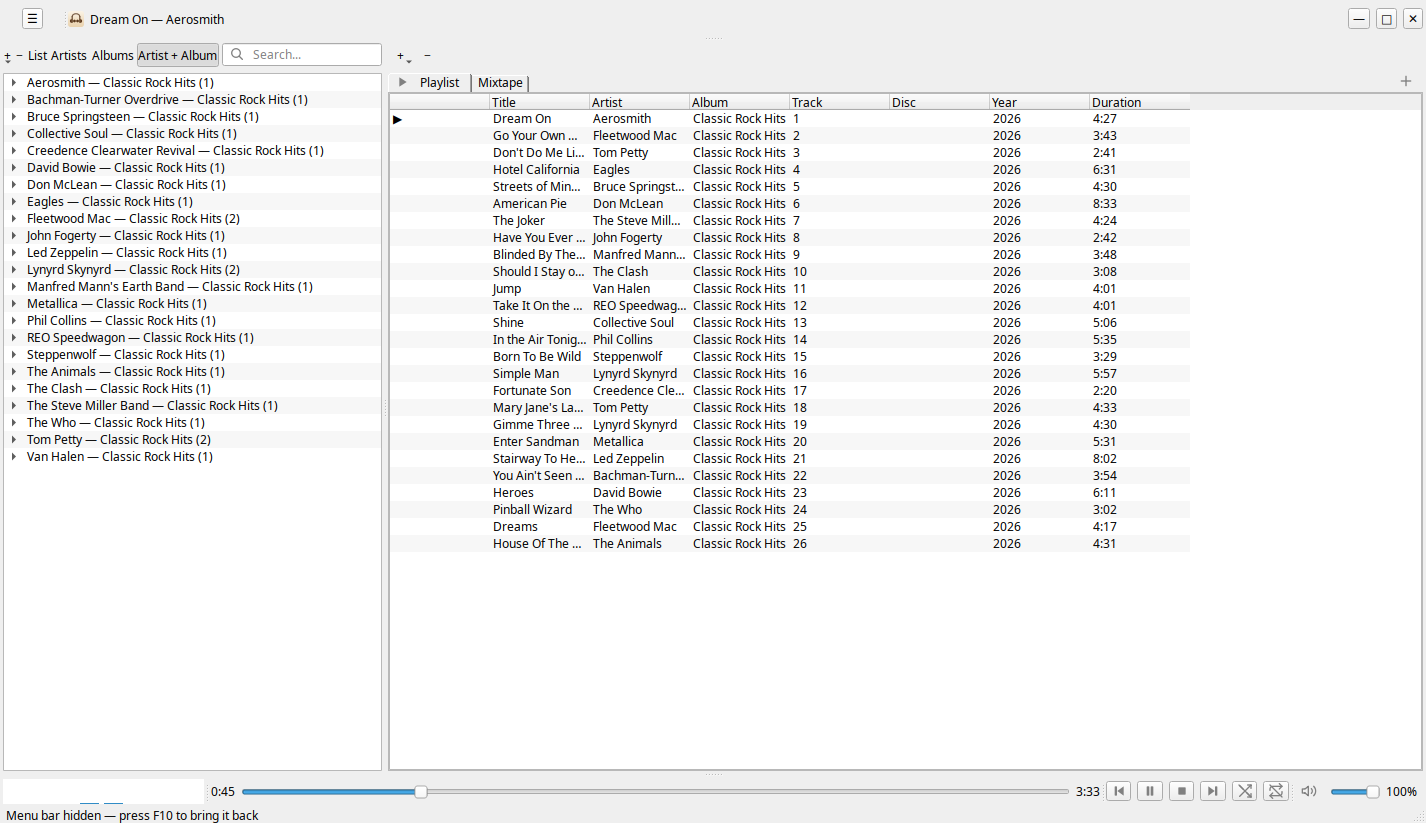 Dream On — Aerosmith
List Artists Albums Artist + Album Search...
Aerosmith — Classic Rock Hits (1)
Bachman-Turner Overdrive — Classic Rock Hits (1)
Bruce Springsteen — Classic Rock Hits (1)
Collective Soul — Classic Rock Hits (1)
Creedence Clearwater Revival — Classic Rock Hits (1)
David Bowie — Classic Rock Hits (1)
Don McLean — Classic Rock Hits (1)
Eagles — Classic Rock Hits (1)
Fleetwood Mac — Classic Rock Hits (2)
John Fogerty — Classic Rock Hits (1)
Led Zeppelin — Classic Rock Hits (1)
Lynyrd Skynyrd — Classic Rock Hits (2)
Manfred Mann's Earth Band — Classic Rock Hits (1)
Metallica — Classic Rock Hits (1)
Phil Collins — Classic Rock Hits (1)
REO Speedwagon — Classic Rock Hits (1)
Steppenwolf — Classic Rock Hits (1)
The Animals — Classic Rock Hits (1)
The Clash — Classic Rock Hits (1)
The Steve Miller Band — Classic Rock Hits (1)
The Who — Classic Rock Hits (1)
Tom Petty — Classic Rock Hits (2)
Van Halen — Classic Rock Hits (1)
Playlist Mixtape
Title Artist Album Track Disc Year Duration
Dream On Aerosmith Classic Rock Hits 1 2026 4:27
Go Your Own ... Fleetwood Mac Classic Rock Hits 2 2026 3:43
Don't Do Me Li... Tom Petty Classic Rock Hits 3 2026 2:41
Hotel California Eagles Classic Rock Hits 4 2026 6:31
Streets of Min... Bruce Springst... Classic Rock Hits 5 2026 4:30
American Pie Don McLean Classic Rock Hits 6 2026 8:33
The Joker The Steve Mill... Classic Rock Hits 7 2026 4:24
Have You Ever ... John Fogerty Classic Rock Hits 8 2026 2:42
Blinded By The... Manfred Mann... Classic Rock Hits 9 2026 3:48
Should I Stay o... The Clash Classic Rock Hits 10 2026 3:08
Jump Van Halen Classic Rock Hits 11 2026 4:01
Take It On the ... REO Speedwag... Classic Rock Hits 12 2026 4:01
Shine Collective Soul Classic Rock Hits 13 2026 5:06
In the Air Tonig... Phil Collins Classic Rock Hits 14 2026 5:35
Born To Be Wild Steppenwolf Classic Rock Hits 15 2026 3:29
Simple Man Lynyrd Skynyrd Classic Rock Hits 16 2026 5:57
Fortunate Son Creedence Cle... Classic Rock Hits 17 2026 2:20
Mary Jane's La... Tom Petty Classic Rock Hits 18 2026 4:33
Gimme Three ... Lynyrd Skynyrd Classic Rock Hits 19 2026 4:30
Enter Sandman Metallica Classic Rock Hits 20 2026 5:31
Stairway To He... Led Zeppelin Classic Rock Hits 21 2026 8:02
You Ain't Seen ... Bachman-Turn... Classic Rock Hits 22 2026 3:54
Heroes David Bowie Classic Rock Hits 23 2026 6:11
Pinball Wizard The Who Classic Rock Hits 24 2026 3:02
Dreams Fleetwood Mac Classic Rock Hits 25 2026 4:17
House Of The ... The Animals Classic Rock Hits 26 2026 4:31
0:45 3:33 100%
Menu bar hidden — press F10 to bring it back